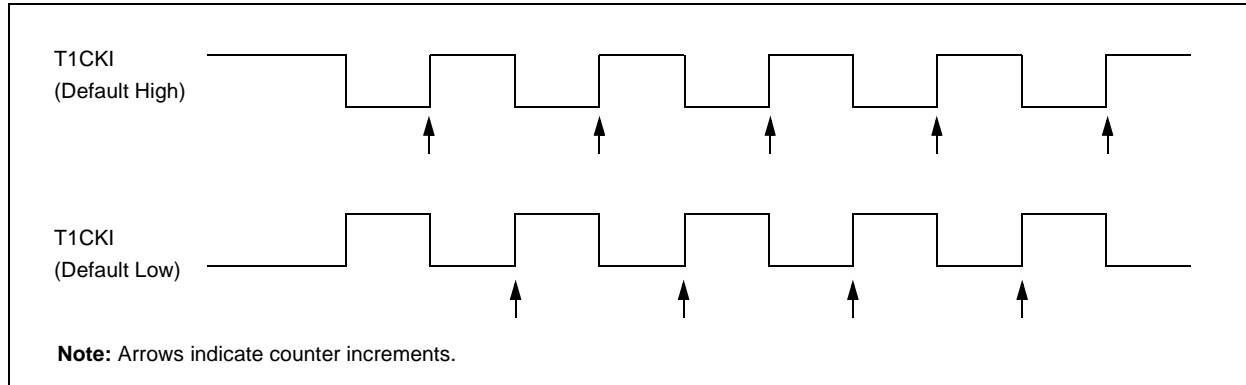 T1CKI
(Default High)
T1CKI
(Default Low)
Note: Arrows indicate counter increments.